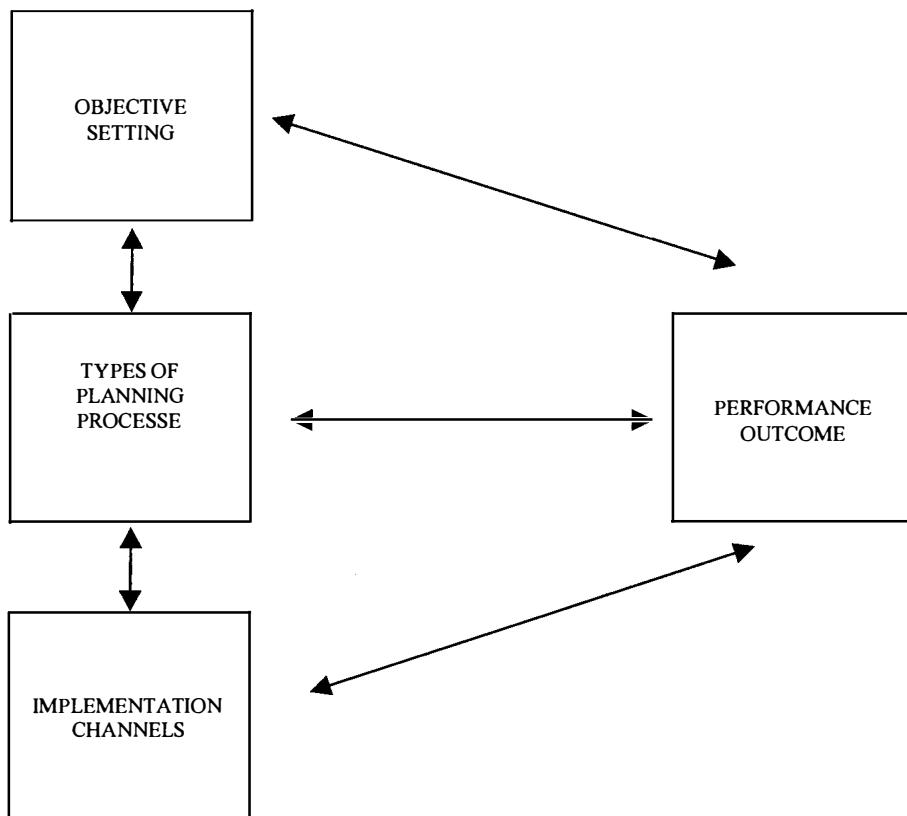 OBJECTIVE
SETTING
TYPES OF
PLANNING
PROCESSE
PERFORMANCE
OUTCOME
IMPLEMENTATION
CHANNELS